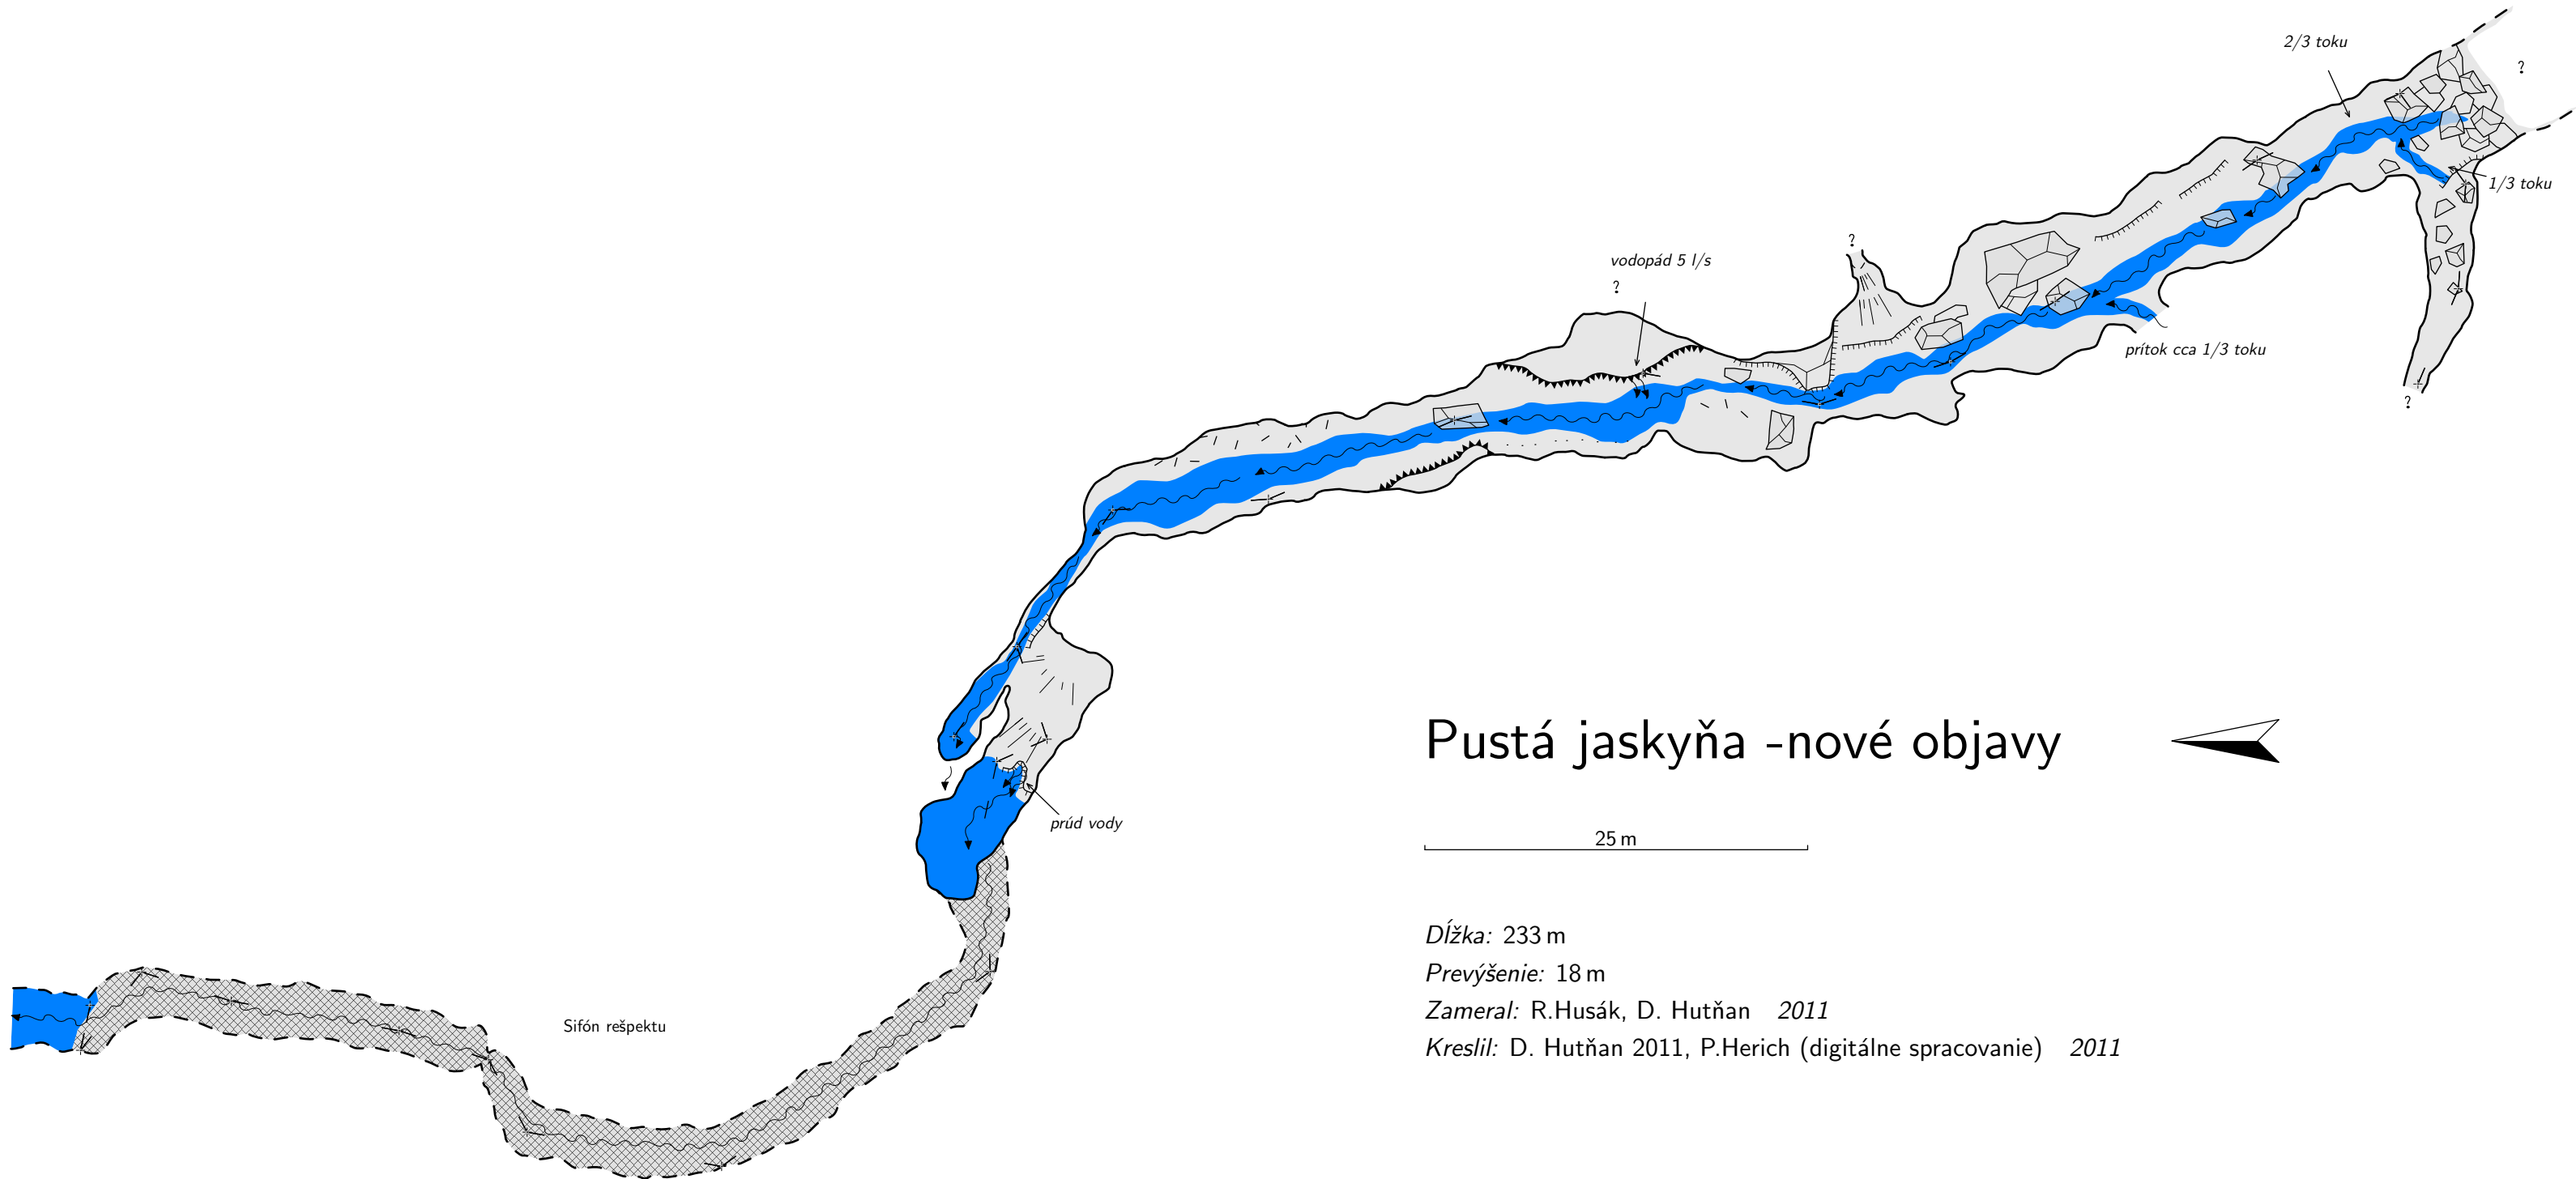 2/3 toku
?
1/3 toku
?
vodopád 5 l/s
?
prítok cca 1/3 toku
?
Pustá jaskyňa -nové objavy
prúd vody
25 m
Dĺžka: 233 m
Prevýšenie: 18 m
Zameral: R.Husák, D. Hutňan 2011
Sifón rešpektu
Kreslil: D. Hutňan 2011, P.Herich (digitálne spracovanie) 2011